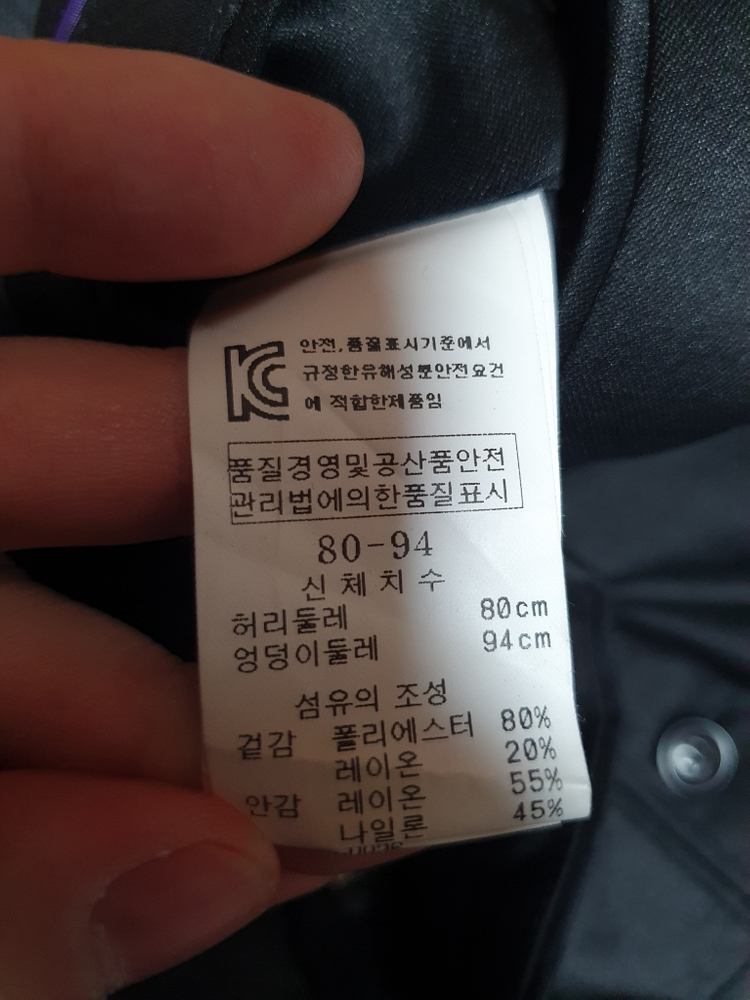 KC
안전,품질표시기준에서
규정한유해성분안전요건
에 적합한제품임
품질경영및공산품안전
관리법에의한품질표시
80-94
신체치수
허리둘레 80cm
엉덩이둘레 94cm
섬유의 조성
겉감 폴리에스터 80%
레이온 20%
안감 레이온 55%
나일론 45%